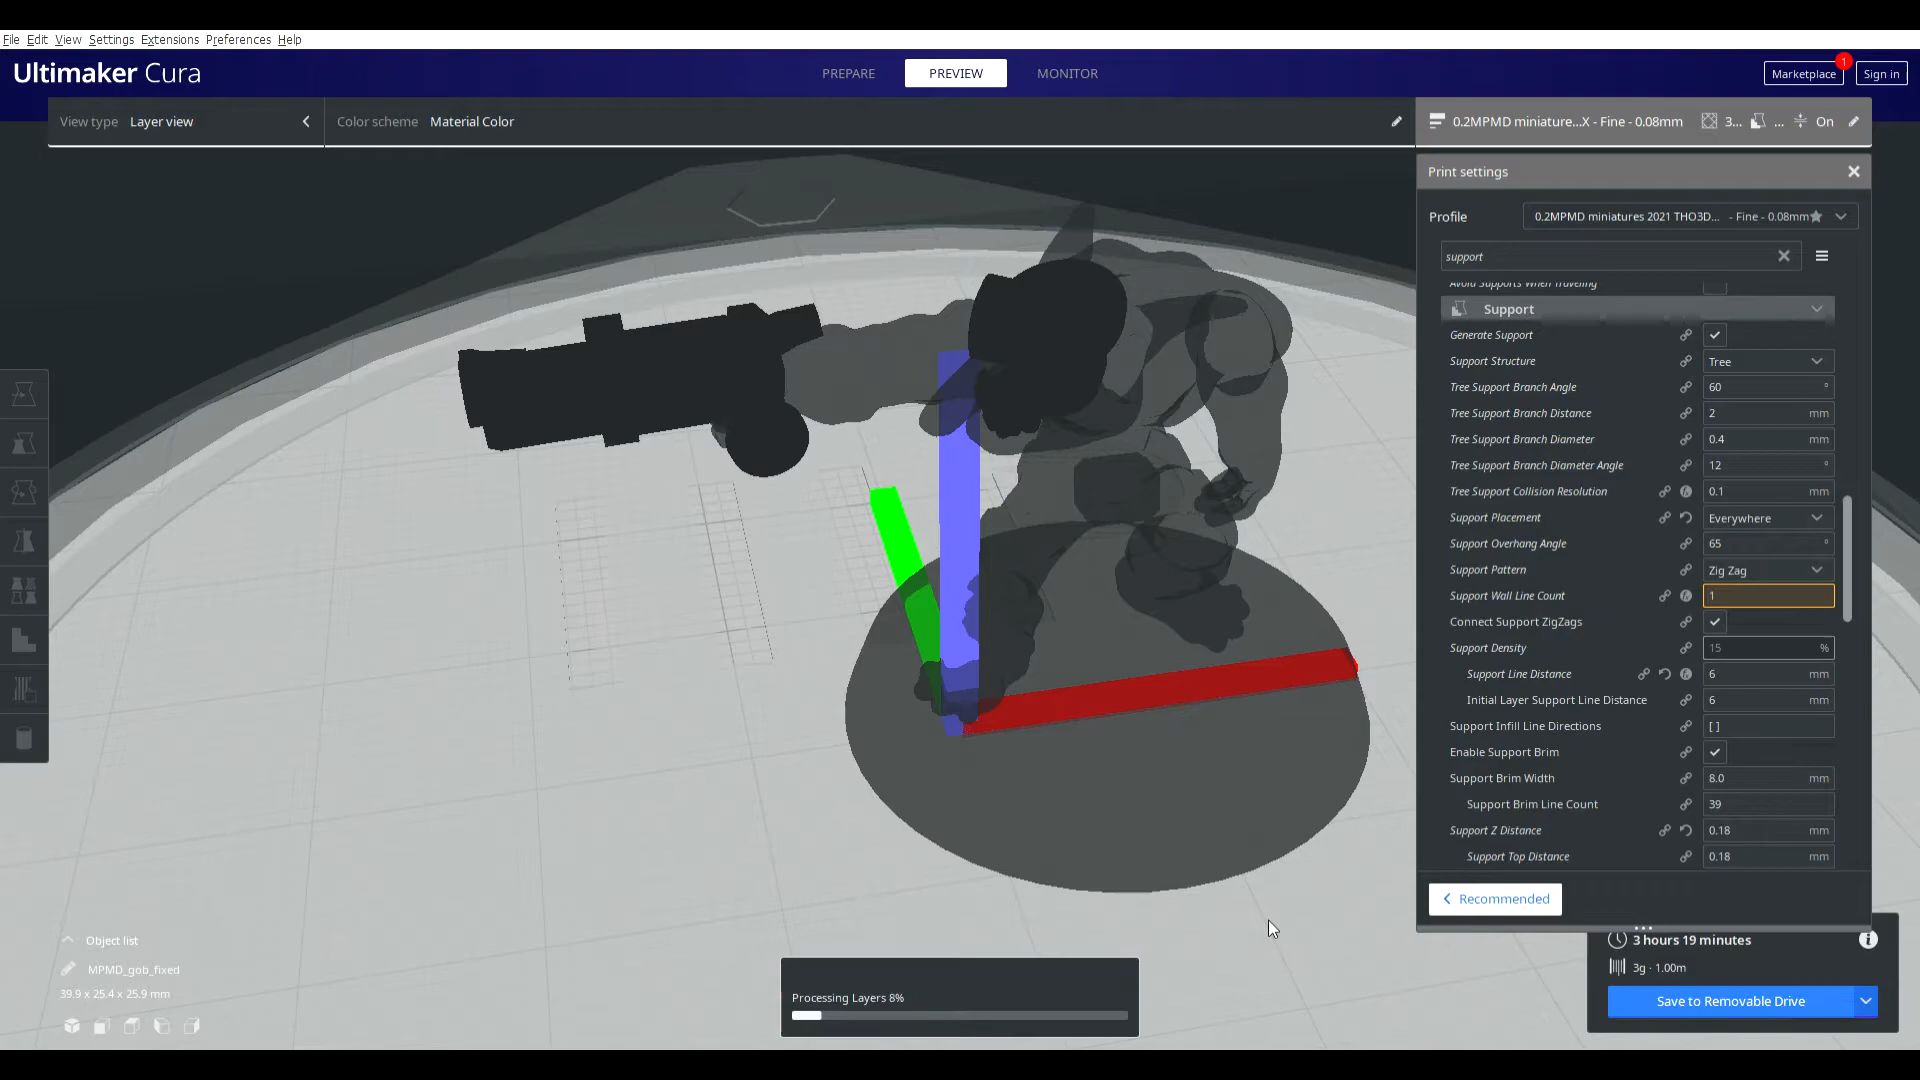 File Edit View Settings Extensions Preferences Help
Ultimaker Cura
PREPARE
PREVIEW
MONITOR
Marketplace
1
Sign in
View type Layer view
Color scheme Material Color
0.2MPMD miniature...X - Fine - 0.08mm
3...
...
On
Print settings
Profile
0.2MPMD miniatures 2021 THO3D... - Fine - 0.08mm
support
Avoid Supports When Traveling
Support
Generate Support
Support Structure Tree
Tree Support Branch Angle 60 °
Tree Support Branch Distance 2 mm
Tree Support Branch Diameter 0.4 mm
Tree Support Branch Diameter Angle 12 °
Tree Support Collision Resolution 0.1 mm
Support Placement Everywhere
Support Overhang Angle 65 °
Support Pattern Zig Zag
Support Wall Line Count 1
Connect Support ZigZags
Support Density 15 %
Support Line Distance 6 mm
Initial Layer Support Line Distance 6 mm
Support Infill Line Directions [ ]
Enable Support Brim
Support Brim Width 8.0 mm
Support Brim Line Count 39
Support Z Distance 0.18 mm
Support Top Distance 0.18 mm
Recommended
Object list
MPMD_gob_fixed
39.9 x 25.4 x 25.9 mm
Processing Layers 8%
3 hours 19 minutes
3g · 1.00m
Save to Removable Drive